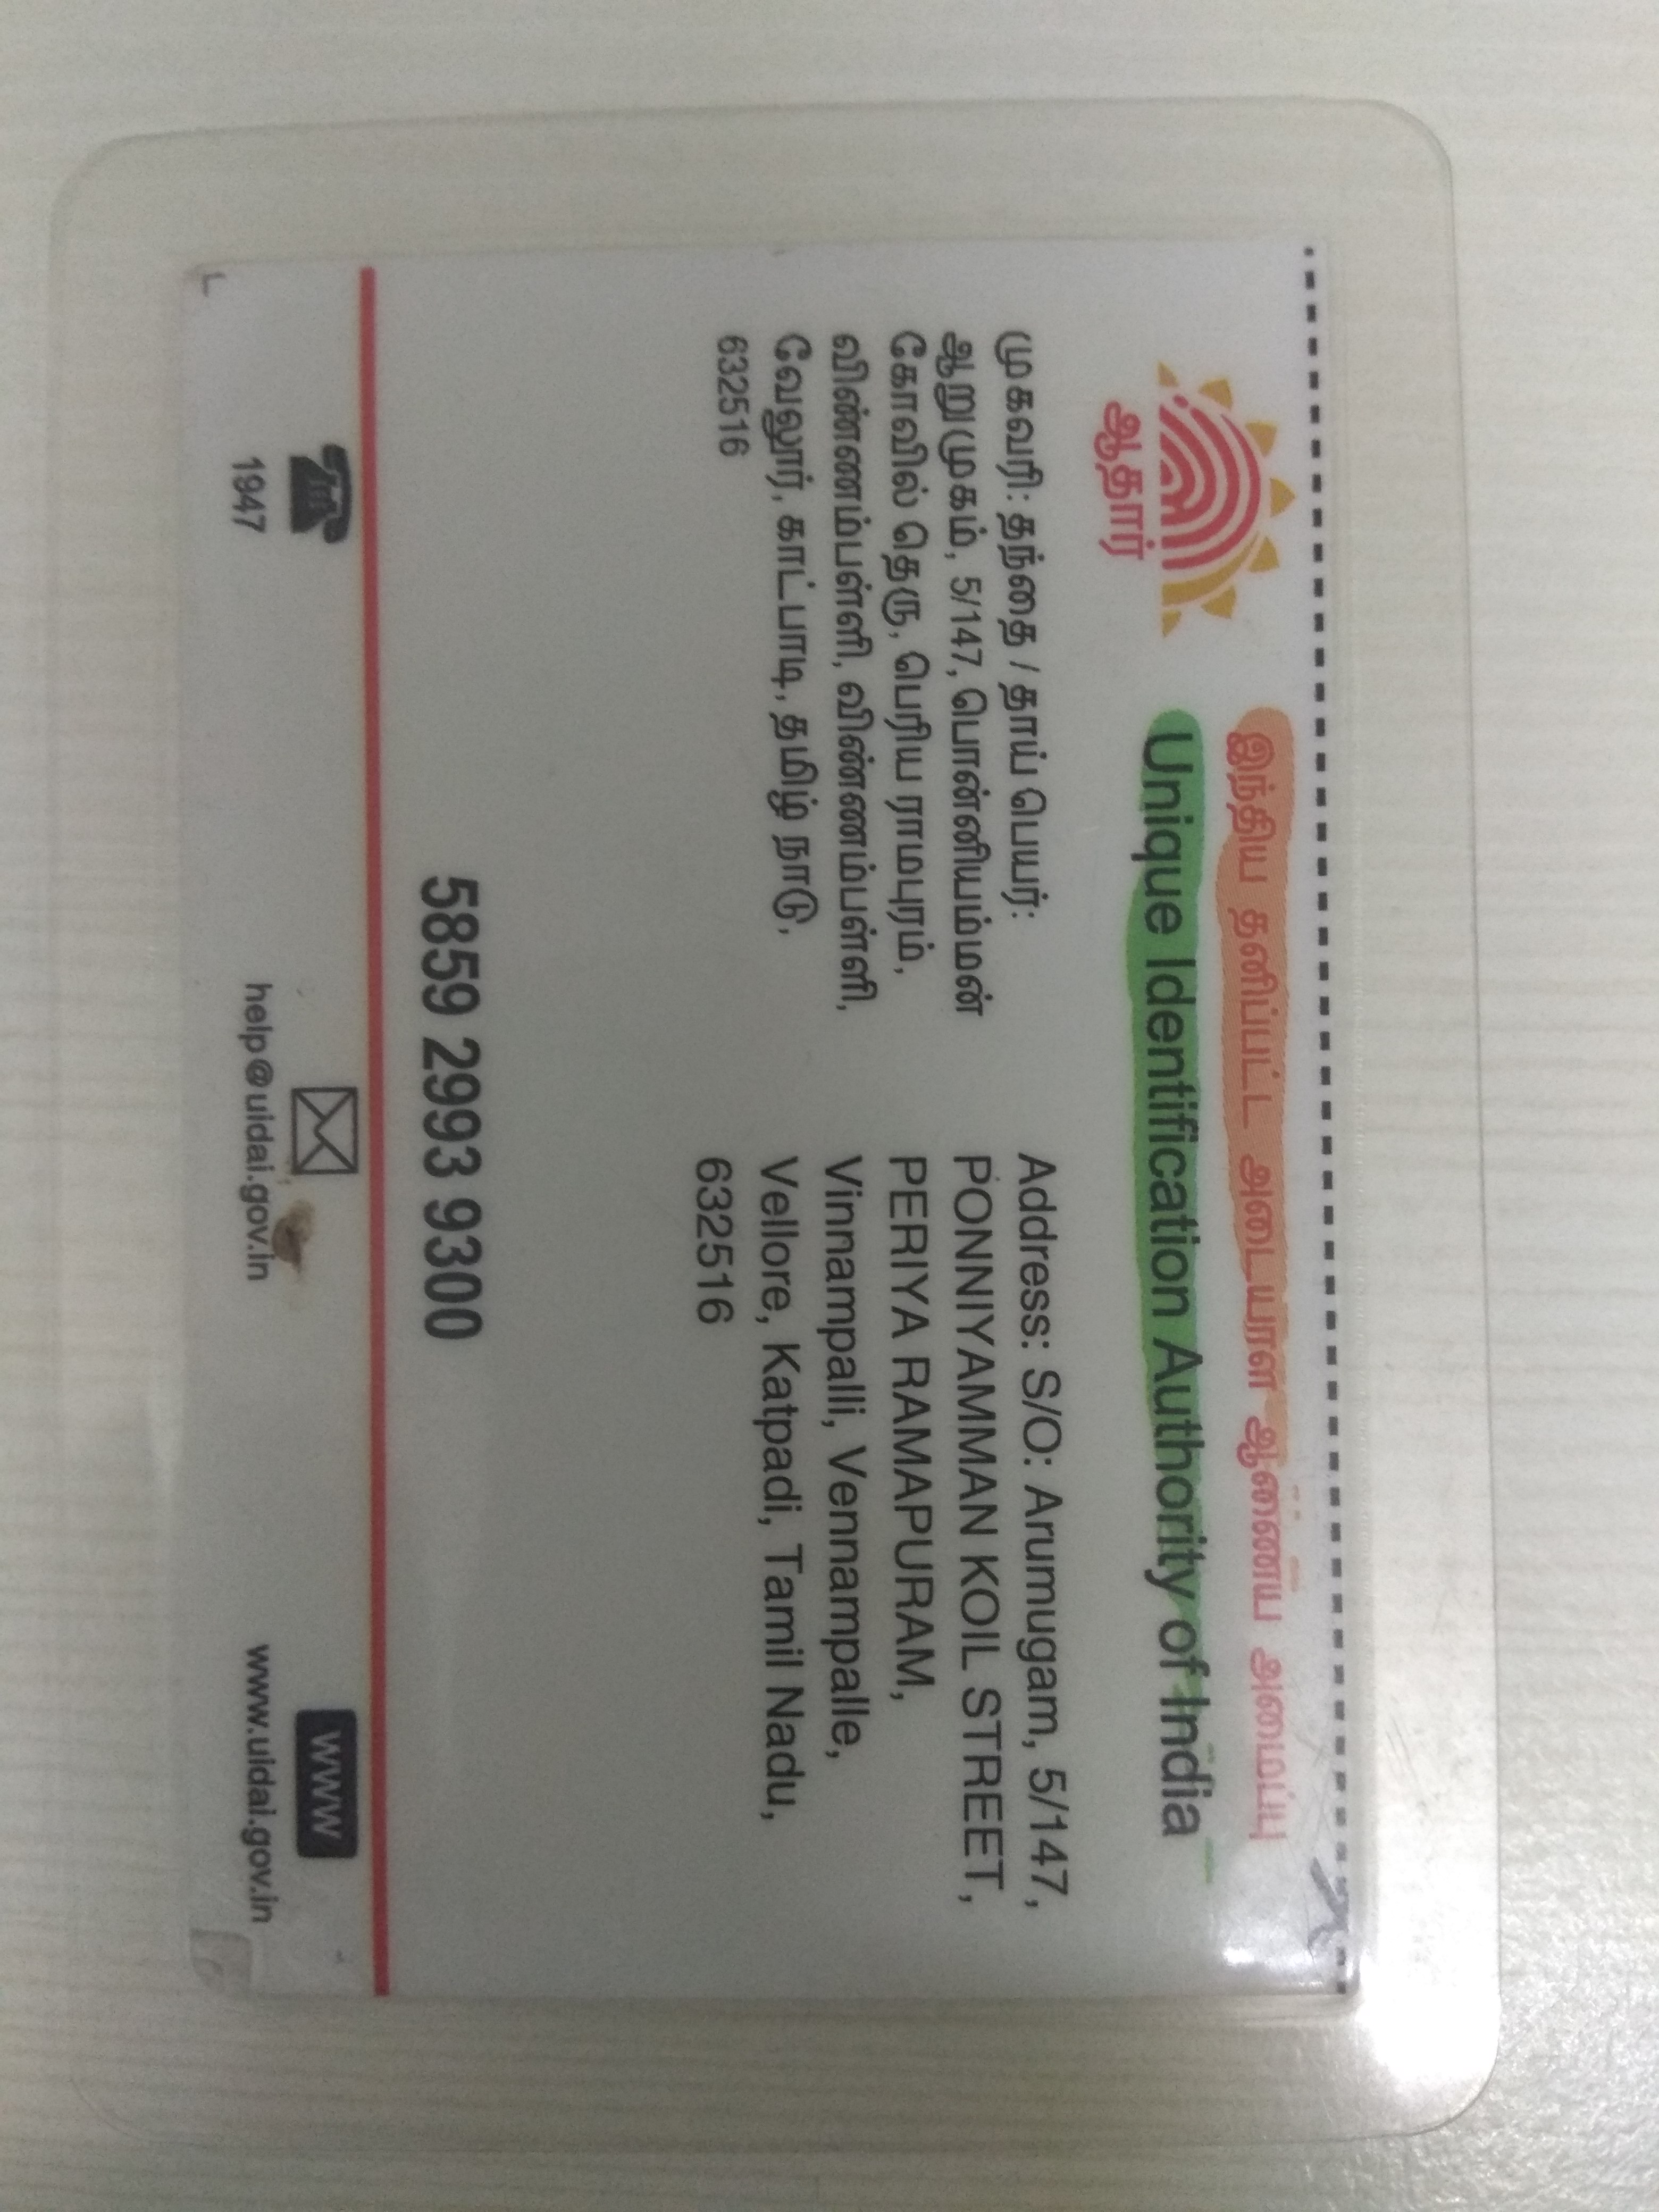 இந்திய தனிப்பட்ட அடையாள ஆணைய அமைப்பு
Unique Identification Authority of India
ஆதார்
முகவரி: தந்தை / தாய் பெயர்:
ஆறுமுகம், 5/147, பொன்னியம்மன்
கோவில் தெரு, பெரிய ராமபுரம்,
விண்ணம்பள்ளி, விண்ணம்பள்ளி,
வேலூர், காட்பாடி, தமிழ் நாடு,
632516
Address: S/O: Arumugam, 5/147,
PONNIYAMMAN KOIL STREET,
PERIYA RAMAPURAM,
Vinnampalli, Vennampalle,
Vellore, Katpadi, Tamil Nadu,
632516
5859 2993 9300
1947
help@uidai.gov.in
www
www.uidai.gov.in